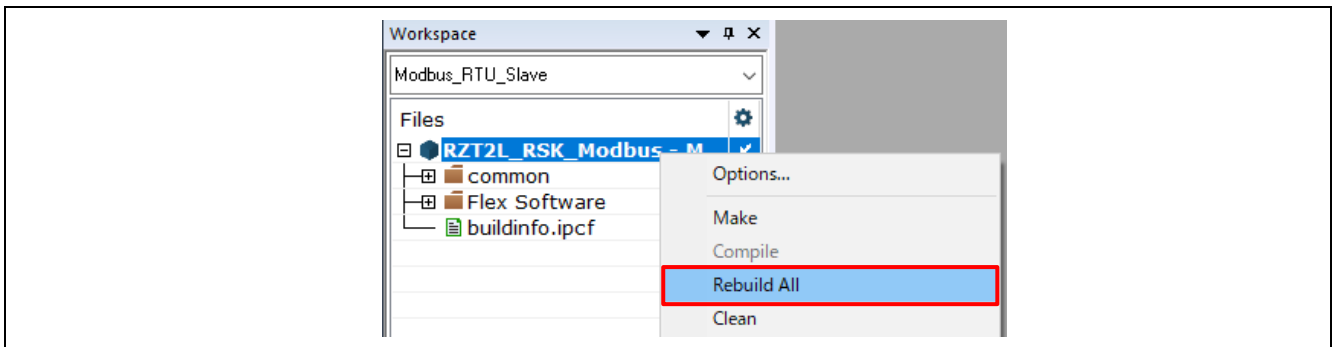 Workspace
Modbus_RTU_Slave
Files
RZT2L_RSK_Modbus - M
common
Flex Software
buildinfo.ipcf
Options...
Make
Compile
Rebuild All
Clean